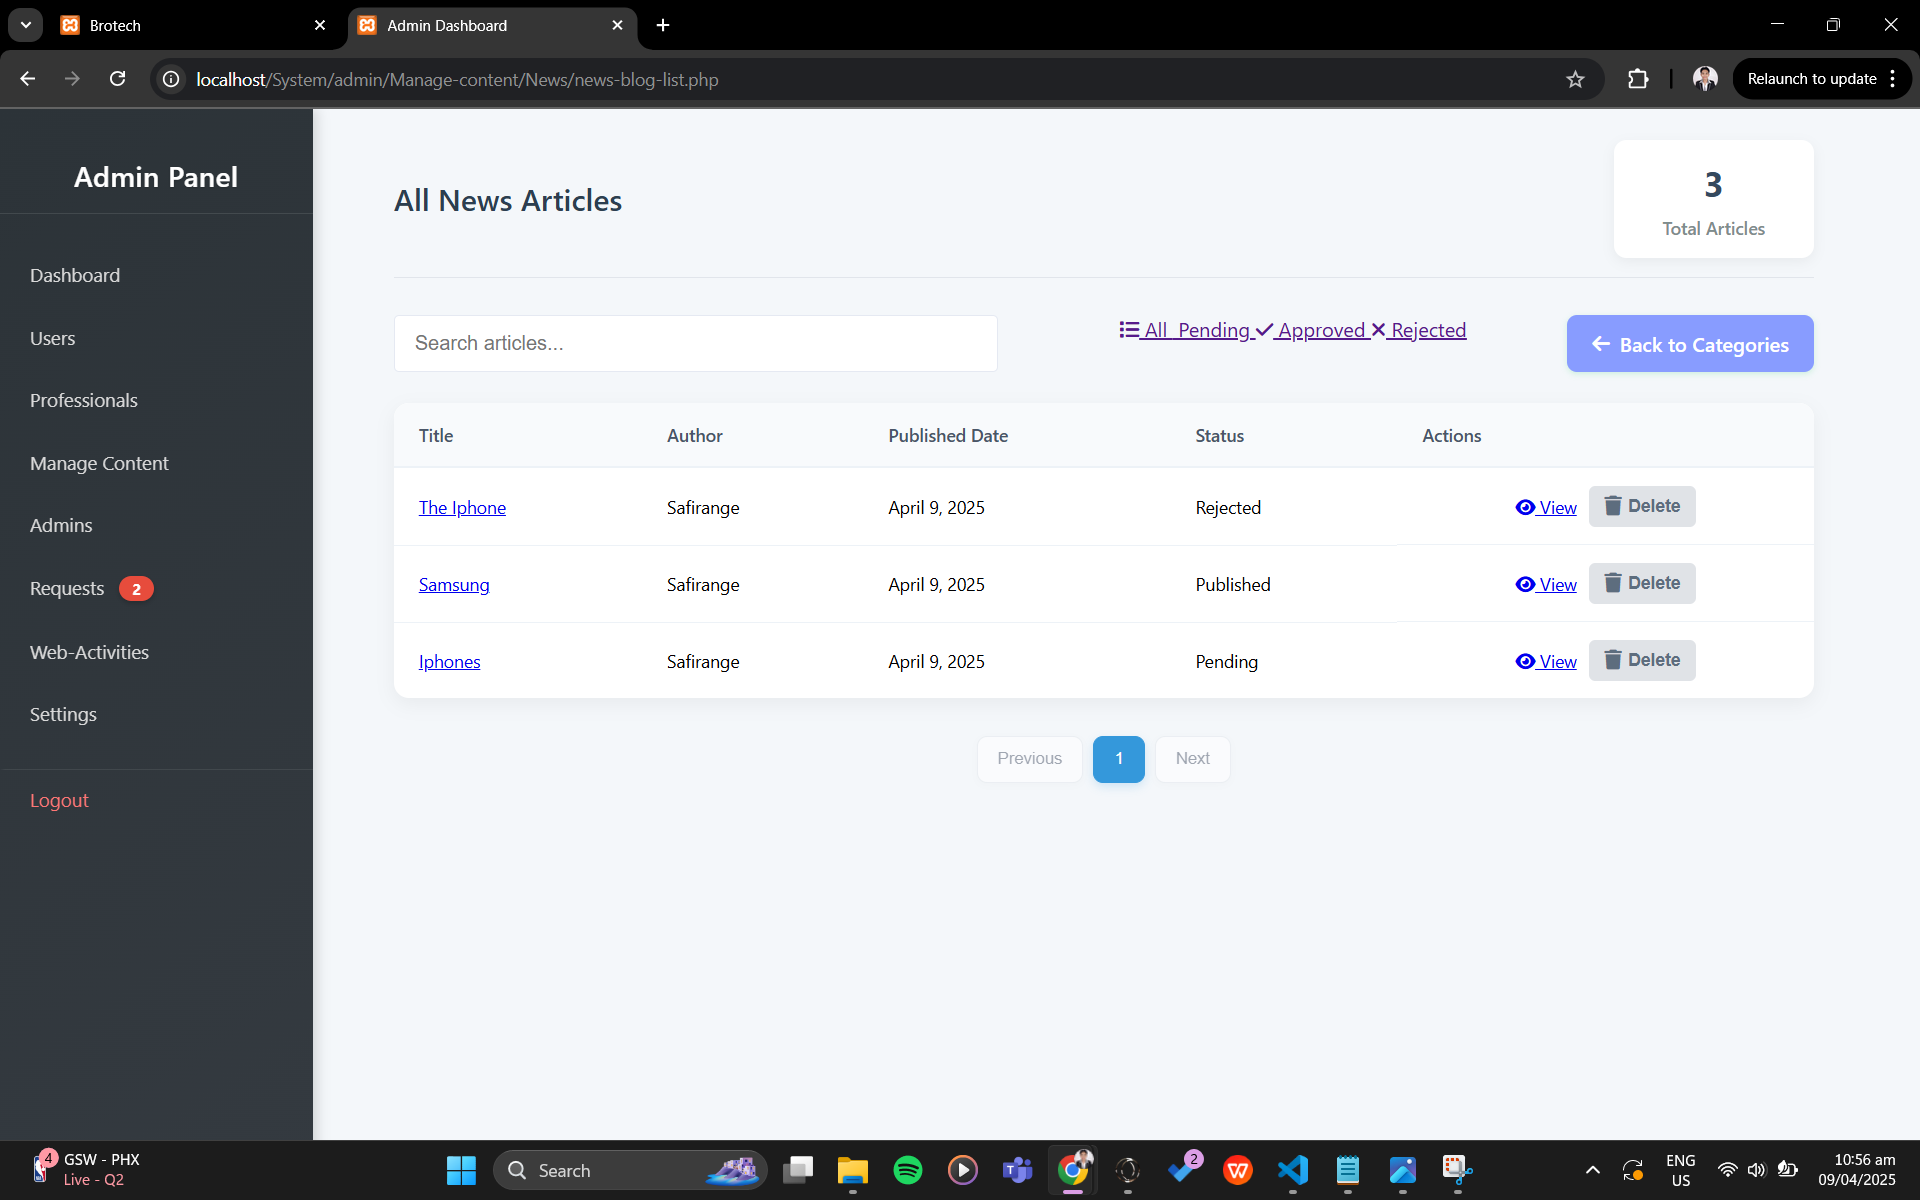 Brotech
Admin Dashboard
localhost/System/admin/Manage-content/News/news-blog-list.php
Relaunch to update
Admin Panel
Dashboard
Users
Professionals
Manage Content
Admins
Requests 2
Web-Activities
Settings
Logout
All News Articles
3
Total Articles
Search articles...
All Pending Approved Rejected
Back to Categories
Title Author Published Date Status Actions
The Iphone Safirange April 9, 2025 Rejected View Delete
Samsung Safirange April 9, 2025 Published View Delete
Iphones Safirange April 9, 2025 Pending View Delete
Previous 1 Next
4
GSW - PHX
Live - Q2
Search
2
ENG
US
10:56 am
09/04/2025